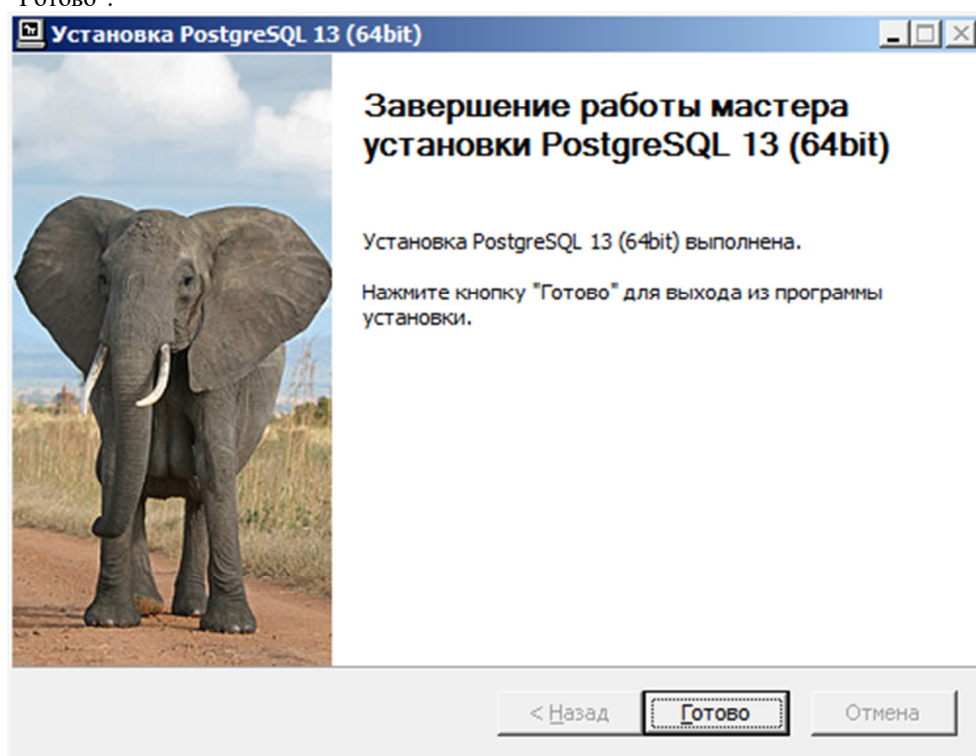 "Готово".
Установка PostgreSQL 13 (64bit)
Завершение работы мастера
установки PostgreSQL 13 (64bit)
Установка PostgreSQL 13 (64bit) выполнена.
Нажмите кнопку "Готово" для выхода из программы
установки.
< Назад Готово Отмена